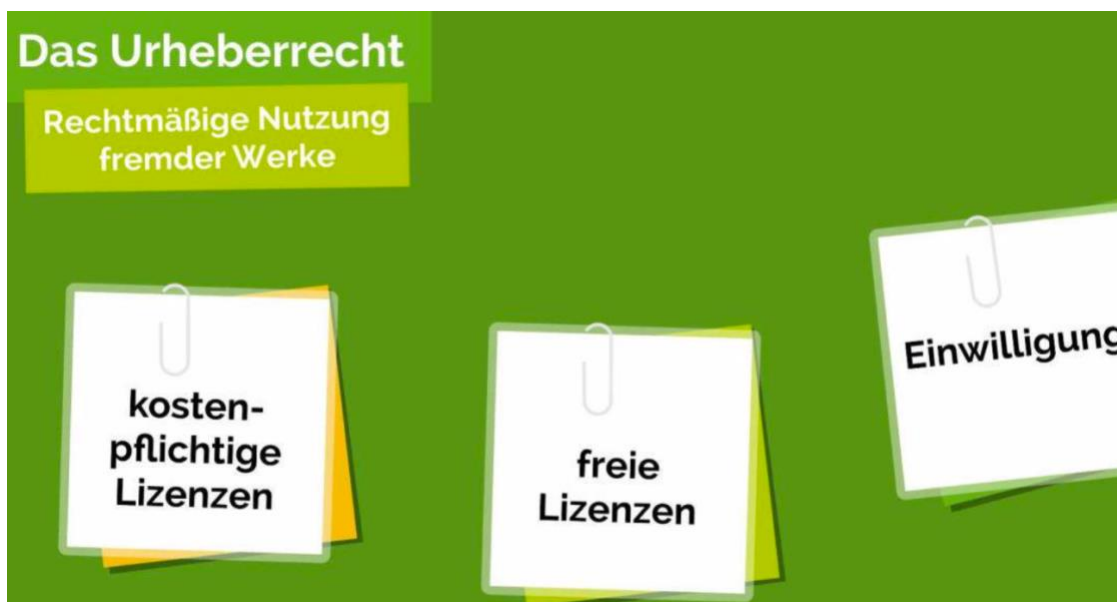 Das Urheberrecht
Rechtmäßige Nutzung
fremder Werke
kosten-
pflichtige
Lizenzen
freie
Lizenzen
Einwilligung